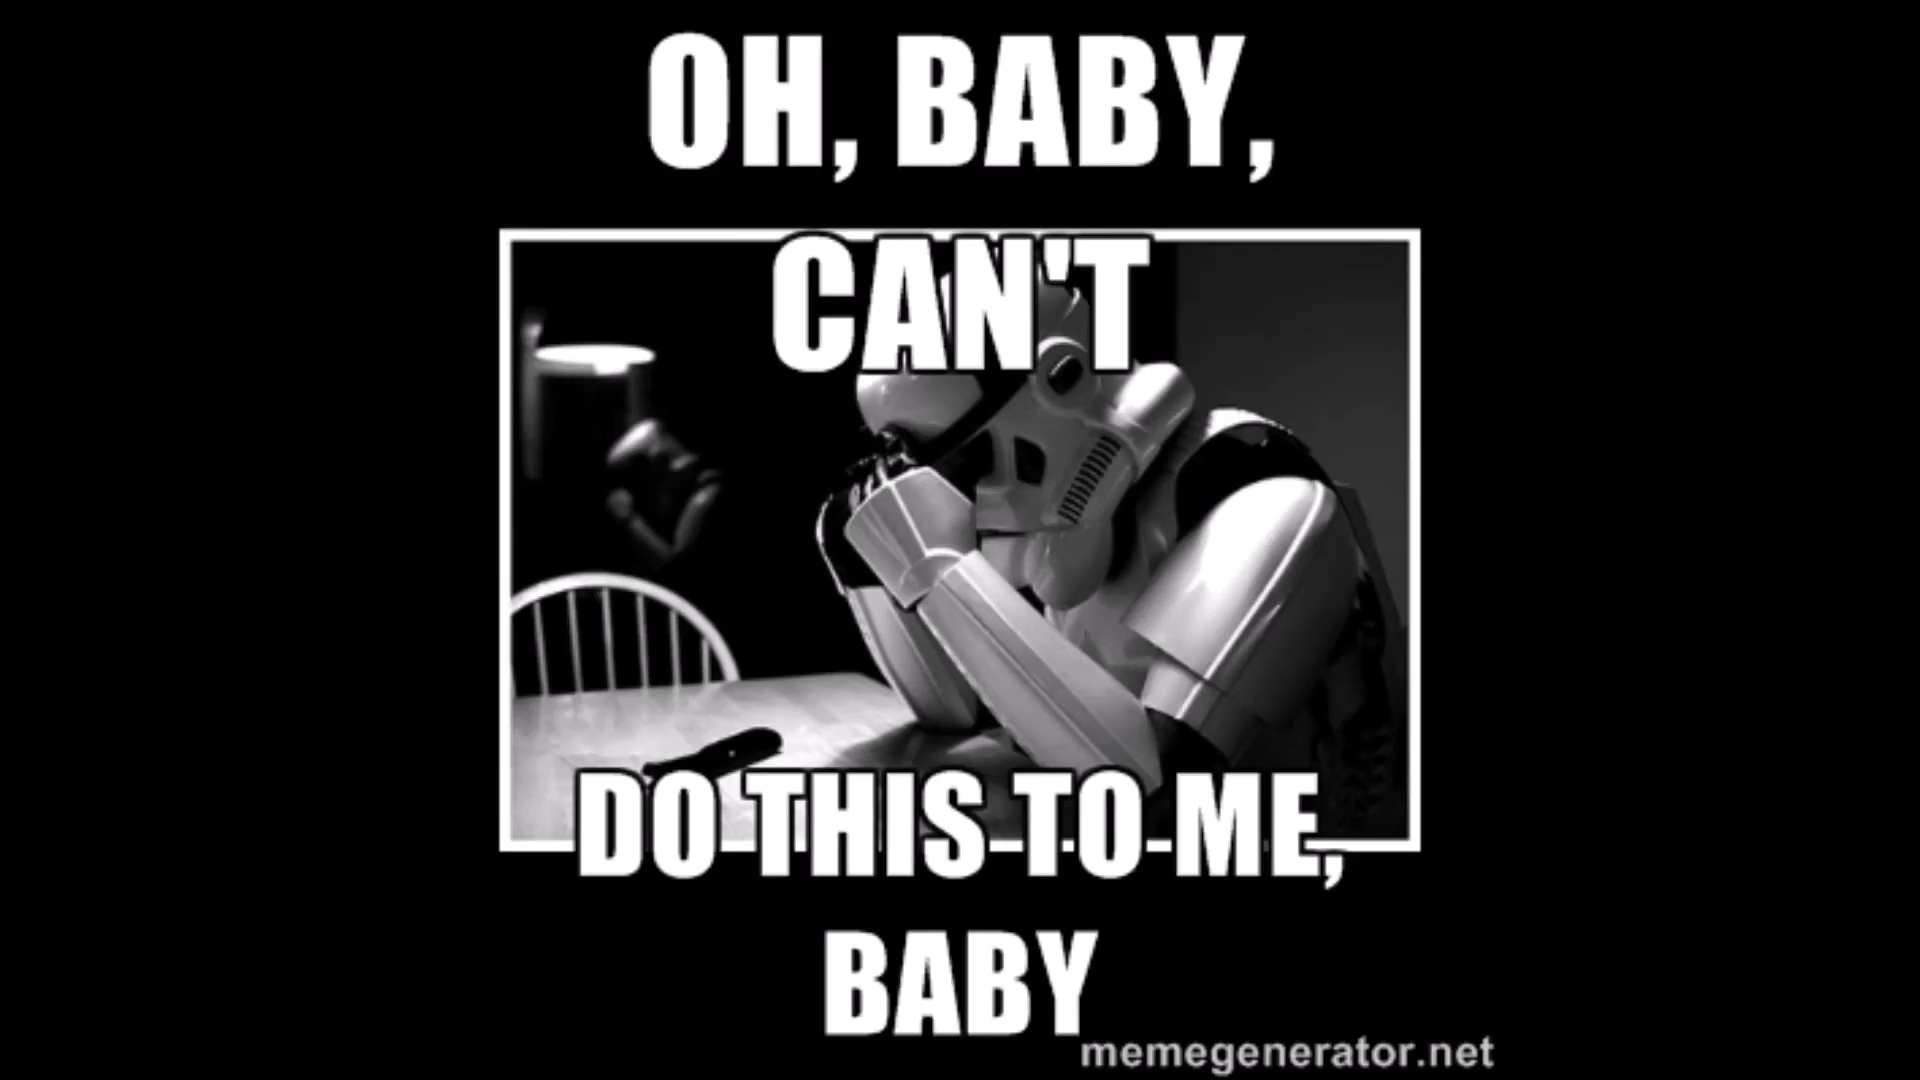 OH, BABY,
CAN'T
DO THIS TO ME,
BABY
memegenerator.net